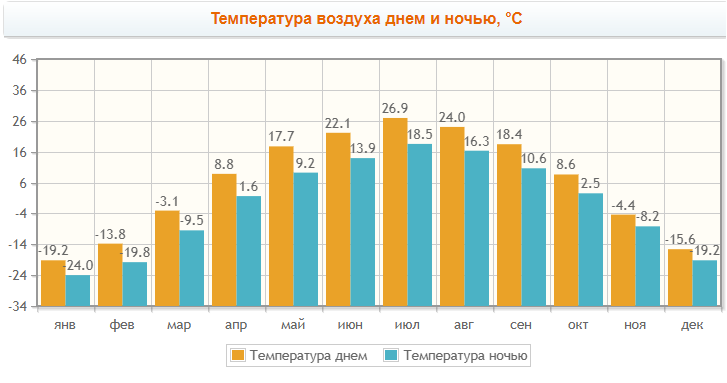 Температура воздуха днем и ночью, °C
46
36
26
16
6
-4
-14
-24
-34
-19.2 -24.0 -13.8 -19.8 -3.1 -9.5 8.8 1.6 17.7 9.2 22.1 13.9 26.9 18.5 24.0 16.3 18.4 10.6 8.6 2.5 -4.4 -8.2 -15.6 -19.2
янв фев мар апр май июн июл авг сен окт ноя дек
Температура днем Температура ночью